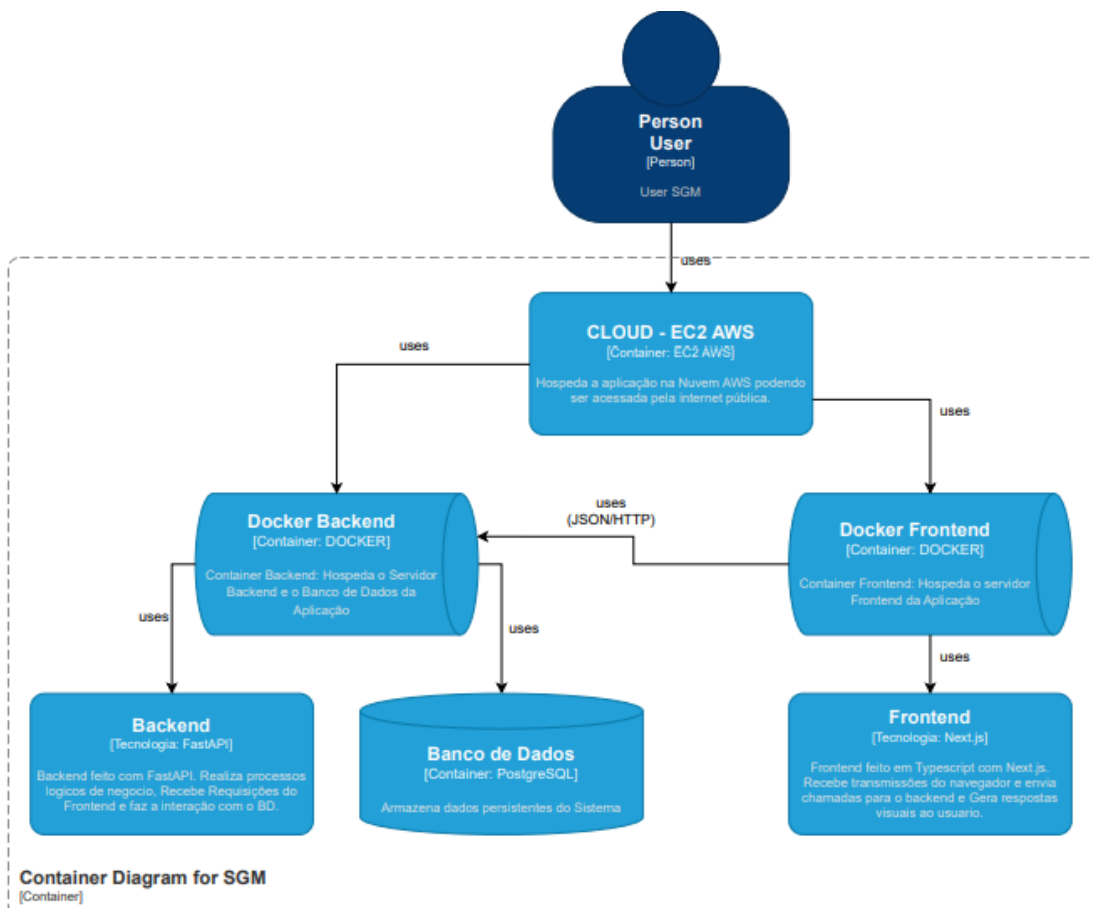 Person
User
[Person]
User SGM
uses
CLOUD - EC2 AWS
[Container: EC2 AWS]
Hospeda a aplicação na Nuvem AWS podendo
ser acessada pela internet pública.
uses
uses
Docker Backend
[Container: DOCKER]
Container Backend: Hospeda o Servidor
Backend e o Banco de Dados da
Aplicação
uses
(JSON/HTTP)
Docker Frontend
[Container: DOCKER]
Container Frontend: Hospeda o servidor
Frontend da Aplicação
uses
uses
uses
Backend
[Tecnologia: FastAPI]
Backend feito com FastAPI. Realiza processos
logicos de negocio, Recebe Requisições do
Frontend e faz a interação com o BD.
Banco de Dados
[Container: PostgreSQL]
Armazena dados persistentes do Sistema
Frontend
[Tecnologia: Next.js]
Frontend feito em Typescript com Next.js.
Recebe transmissões do navegador e envia
chamadas para o backend e Gera respostas
visuais ao usuario.
Container Diagram for SGM
[Container]